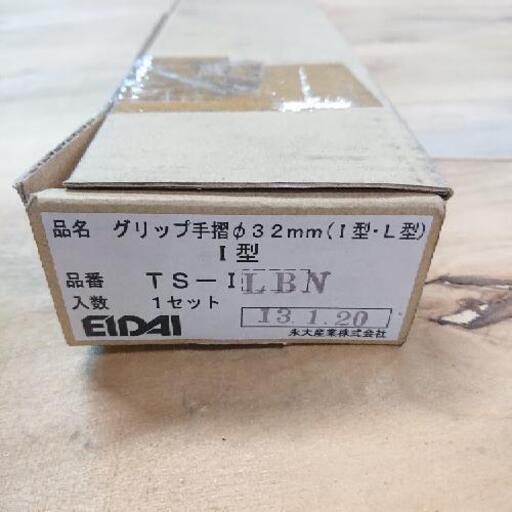 品名 グリップ手摺φ32mm(I型・L型)
I型
品番 TS-I LBN
入数 1セット
EIDAI 13.1.20
永大産業株式会社